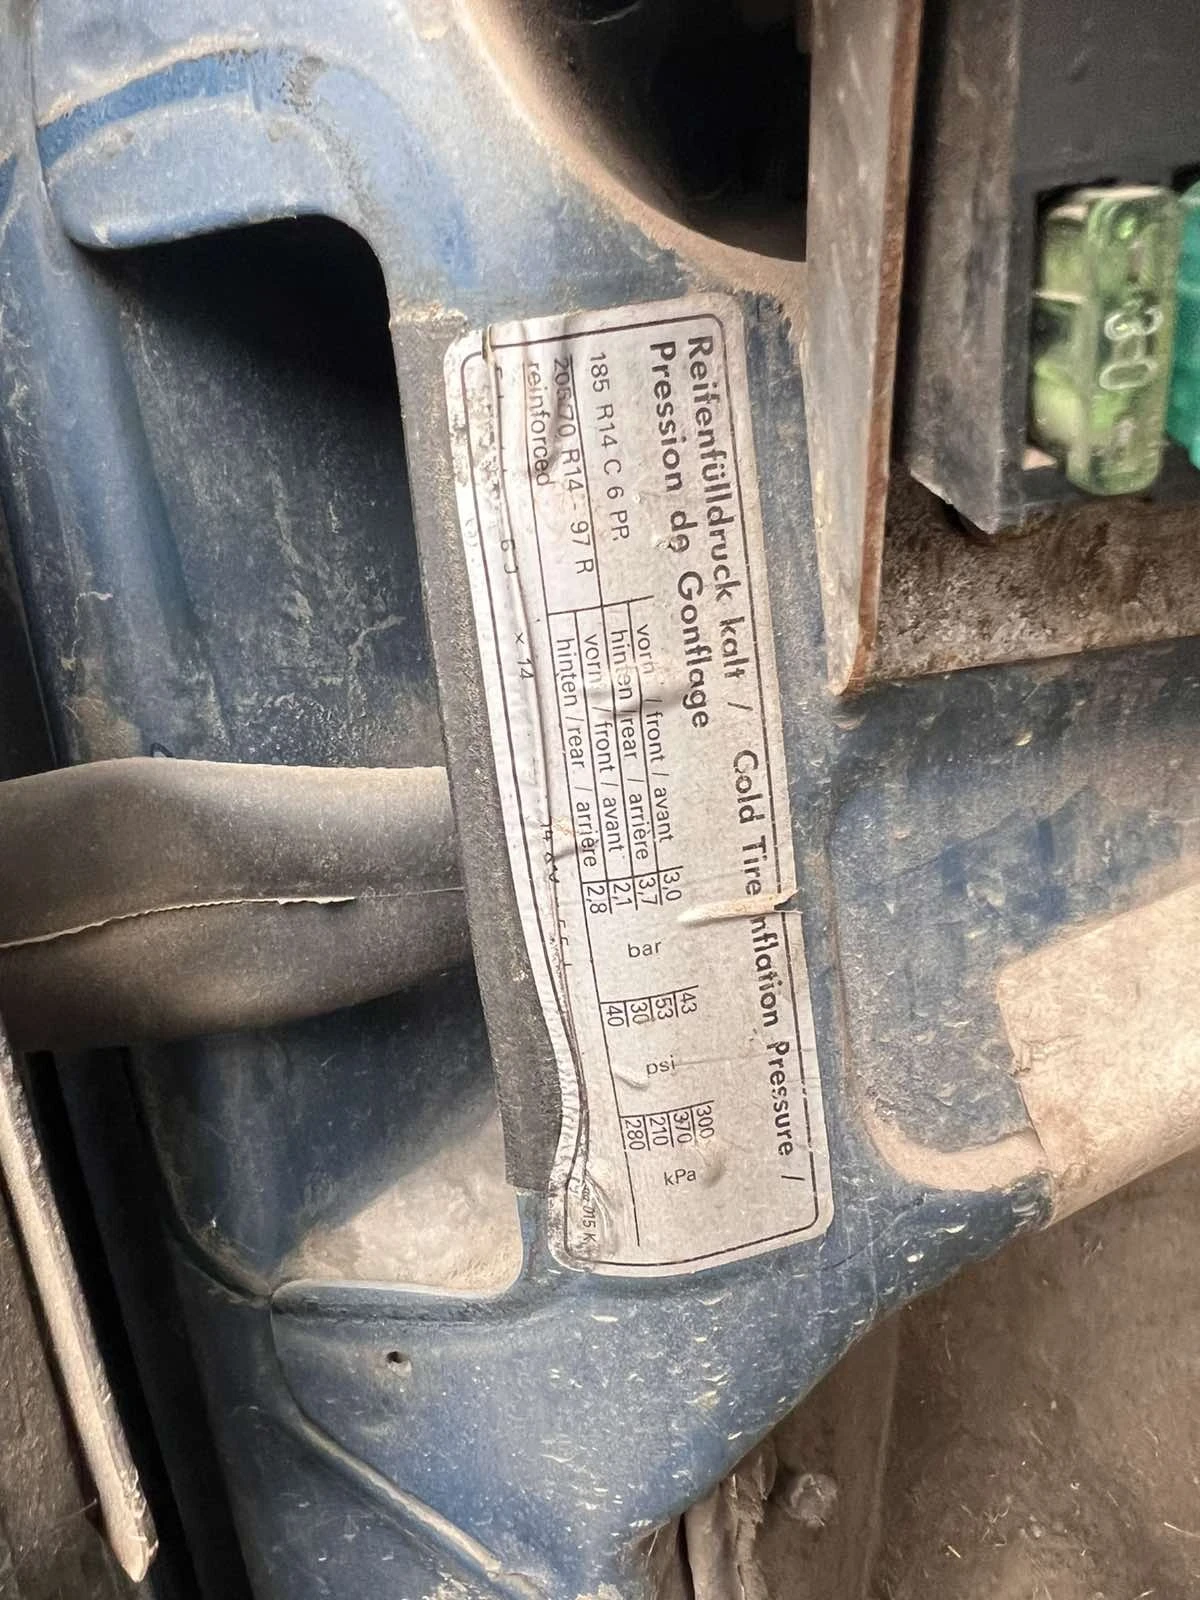 Reifenfülldruck kalt / Cold Tire Inflation Pressure /
Pression de Gonflage
185 R14 C 6 PR vorn / front / avant 3,0 43 300
hinten / rear / arrière 3,7 bar 53 psi 370 kPa
205/70 R14 - 97 R vorn / front / avant 2,1 30 210
reinforced hinten / rear / arrière 2,8 40 280
6 J × 14
30